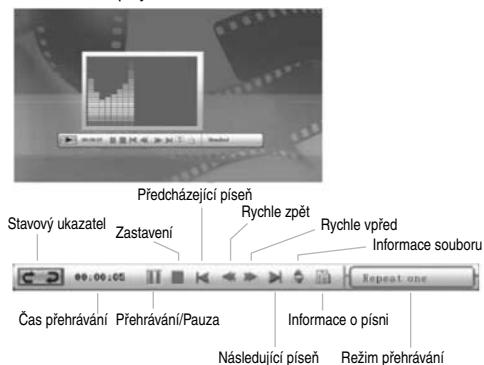 Předcházející píseň
Rychle zpět
Stavový ukazatel
Zastavení
Rychle vpřed
Informace souboru
00:00:05
Repeat one
Čas přehrávání
Přehrávání/Pauza
Informace o písni
Následující píseň
Režim přehrávání